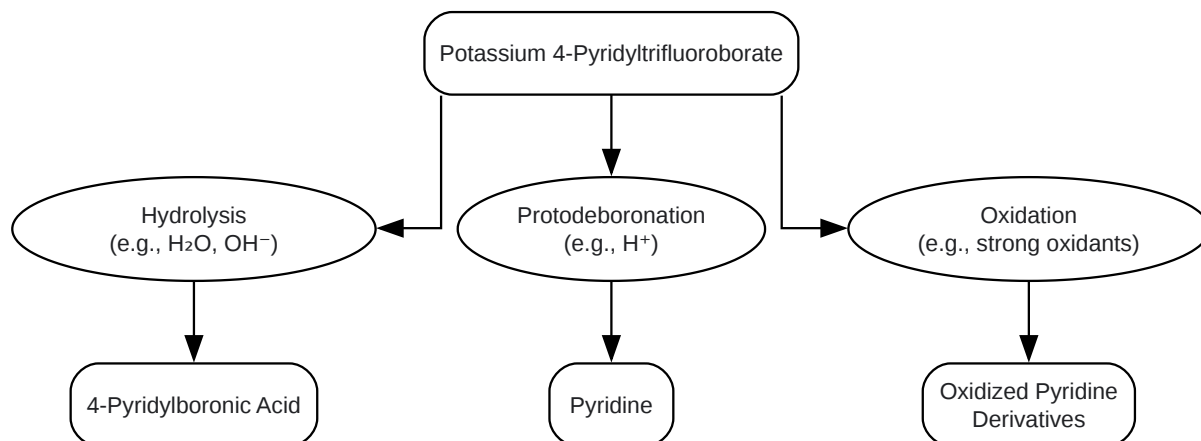 Potassium 4-Pyridyltrifluoroborate
Hydrolysis
(e.g., H₂O, OH⁻)
Protodeboronation
(e.g., H⁺)
Oxidation
(e.g., strong oxidants)
4-Pyridylboronic Acid
Pyridine
Oxidized Pyridine
Derivatives